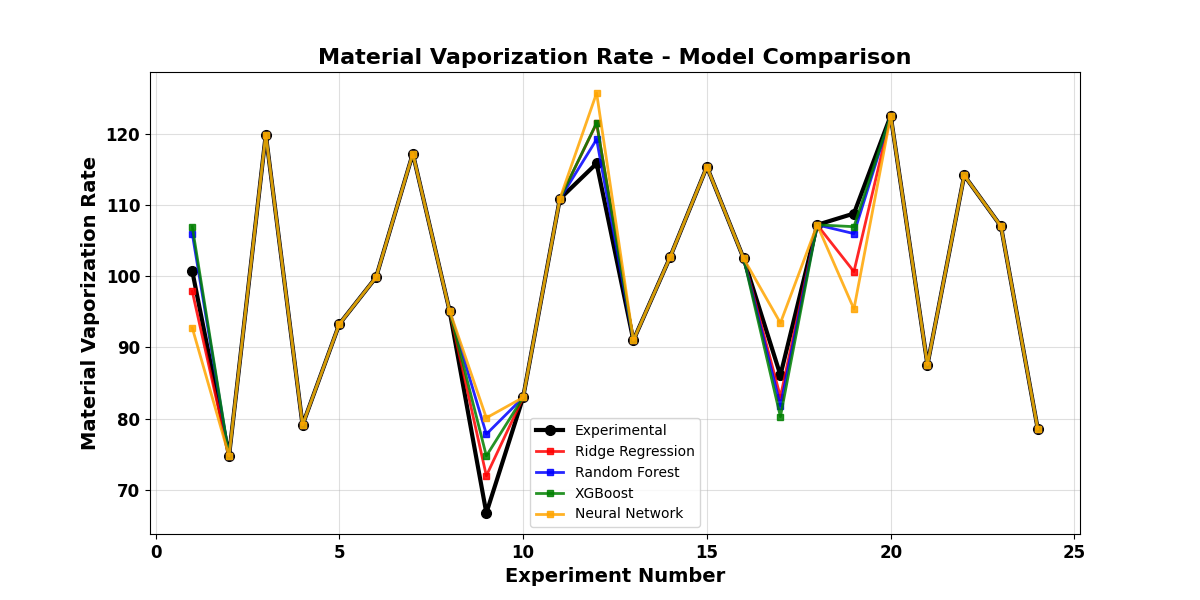 Material Vaporization Rate - Model Comparison
Material Vaporization Rate
120
110
100
90
80
70
Experimental
Ridge Regression
Random Forest
XGBoost
Neural Network
0 5 10 15 20 25
Experiment Number